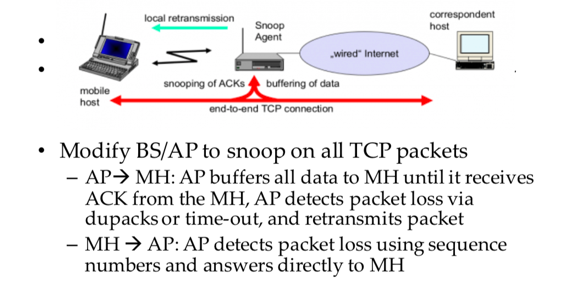 local retransmission
Snoop
Agent
correspondent
host
„wired“ Internet
snooping of ACKs
buffering of data
mobile
host
end-to-end TCP connection
• Modify BS/AP to snoop on all TCP packets
– AP→ MH: AP buffers all data to MH until it receives
ACK from the MH, AP detects packet loss via
dupacks or time-out, and retransmits packet
– MH → AP: AP detects packet loss using sequence
numbers and answers directly to MH